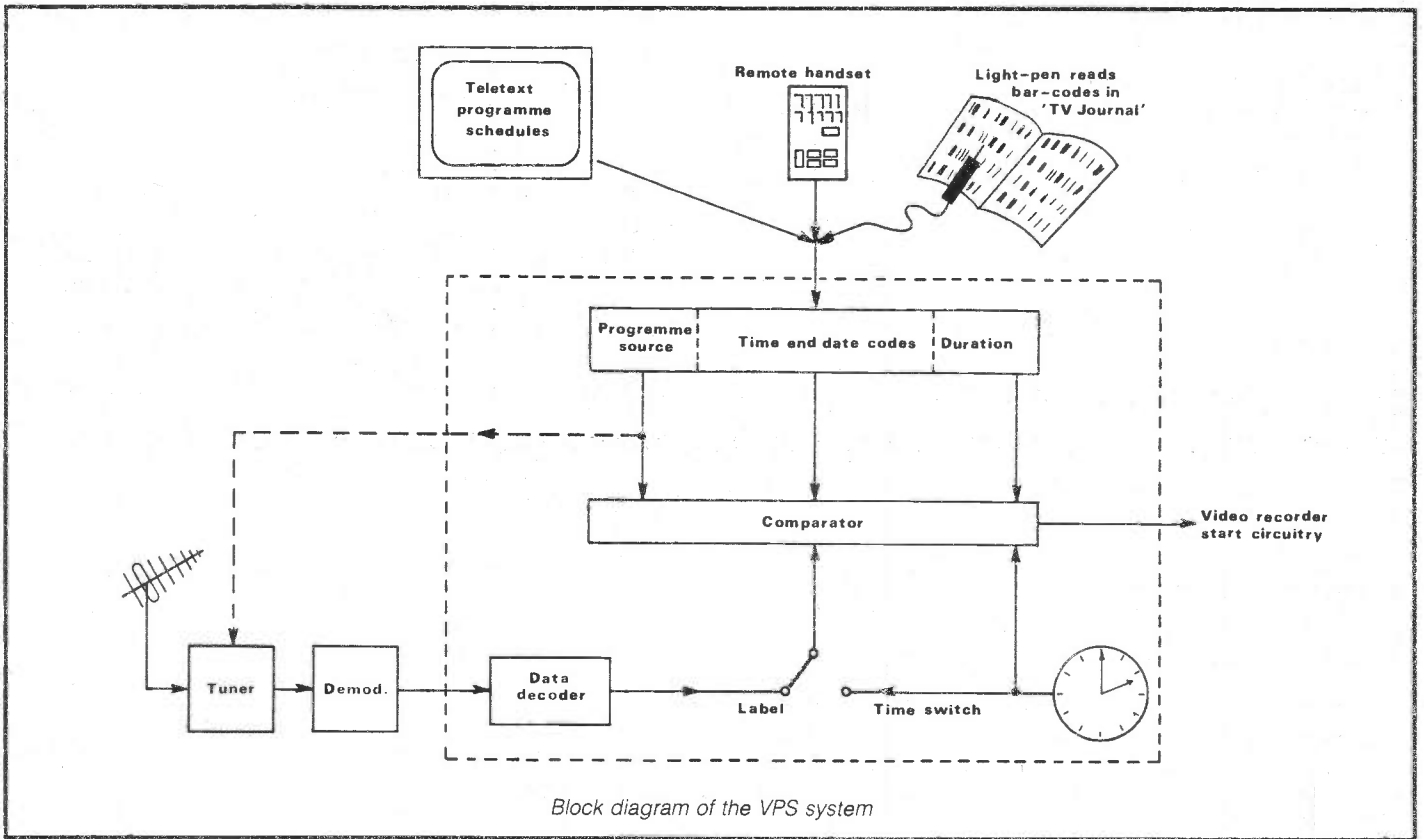 Teletext
programme
schedules
Remote handset
Light-pen reads
bar-codes in
'TV Journal'
Programme
source
Time end date codes
Duration
Comparator
Video recorder
start circuitry
Tuner
Demod.
Data
decoder
Label
Time switch
Block diagram of the VPS system